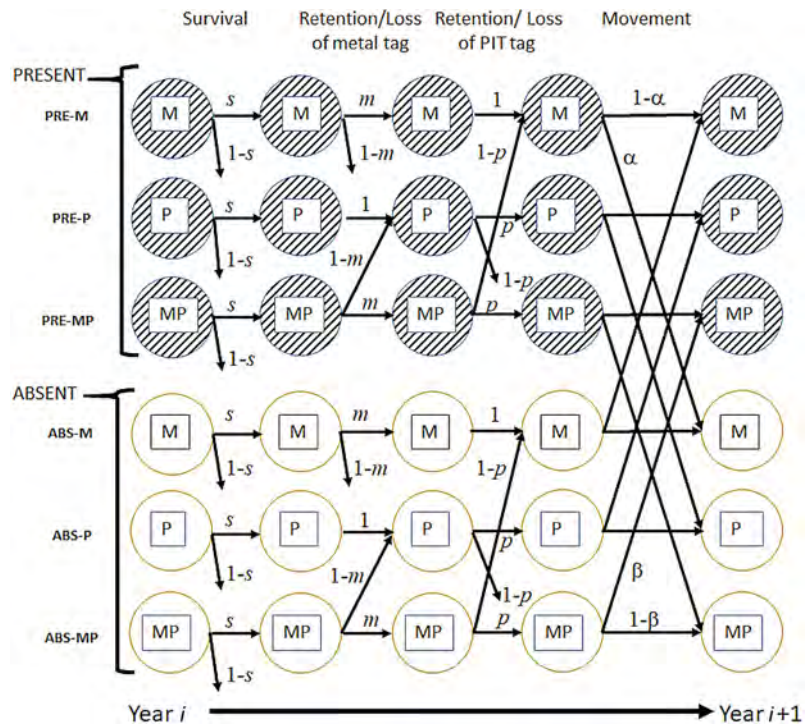 Survival Retention/Loss of metal tag Retention/ Loss of PIT tag Movement
PRESENT
PRE-M M s M m M 1 M 1-α M
1-s 1-m 1-p α
PRE-P P s P 1 P p P P
1-s 1-m 1-p
PRE-MP MP s MP m MP p MP MP
1-s
ABSENT
ABS-M M s M m M 1 M M
1-s 1-m 1-p
ABS-P P s P 1 P p P P
1-s 1-m 1-p β
ABS-MP MP s MP m MP p MP 1-β MP
1-s
Year i Year i+1